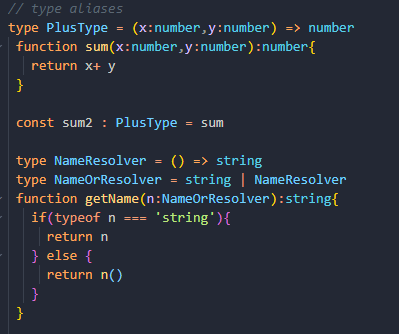 // type aliases
type PlusType = (x:number,y:number) => number
function sum(x:number,y:number):number{
return x+ y
}
const sum2 : PlusType = sum
type NameResolver = () => string
type NameOrResolver = string | NameResolver
function getName(n:NameOrResolver):string{
if(typeof n === 'string'){
return n
} else {
return n()
}
}